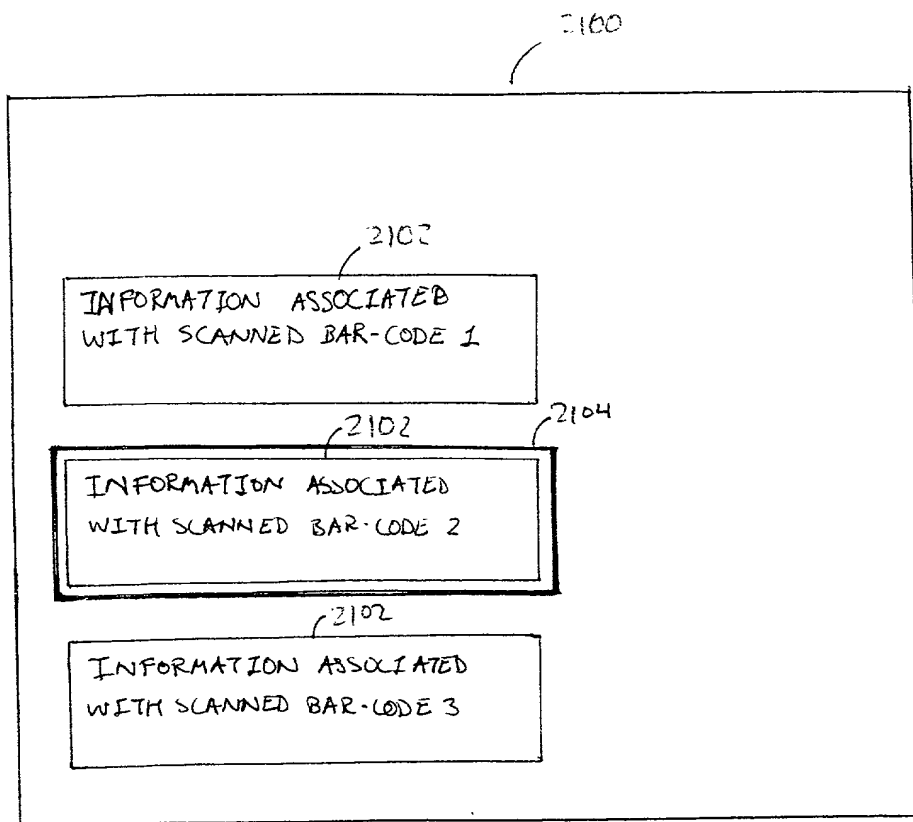 2100
2102
INFORMATION ASSOCIATED
WITH SCANNED BAR-CODE 1
2102
2104
INFORMATION ASSOCIATED
WITH SCANNED BAR-CODE 2
2102
INFORMATION ASSOCIATED
WITH SCANNED BAR-CODE 3